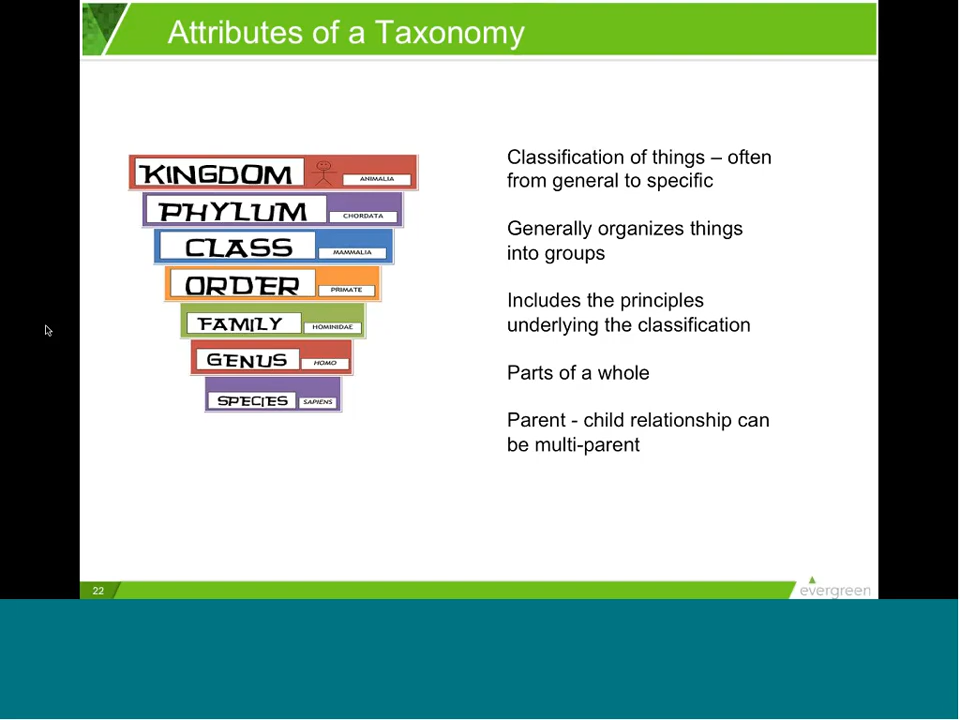 Attributes of a Taxonomy
KINGDOM ANIMALIA
PHYLUM CHORDATA
CLASS MAMMALIA
ORDER PRIMATE
FAMILY HOMINIDAE
GENUS HOMO
SPECIES SAPIENS
Classification of things – often
from general to specific
Generally organizes things
into groups
Includes the principles
underlying the classification
Parts of a whole
Parent - child relationship can
be multi-parent
22
evergreen